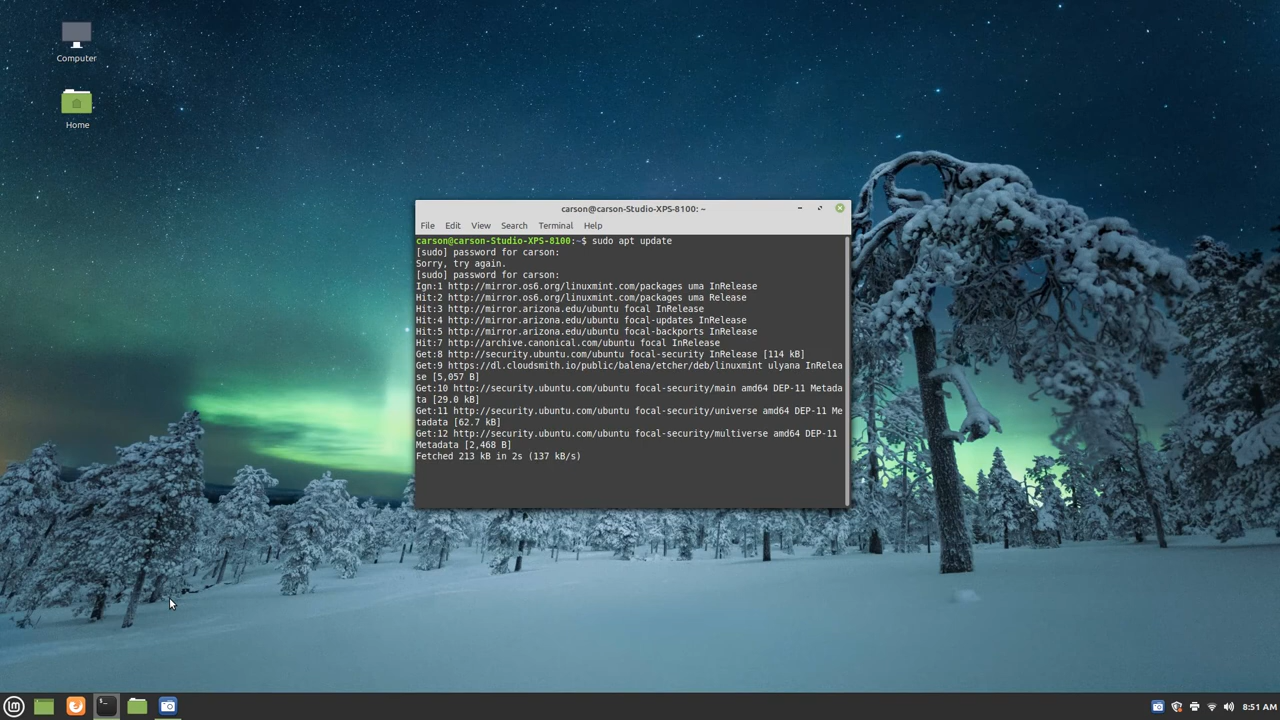 Computer
Home
carson@carson-Studio-XPS-8100: ~
File Edit View Search Terminal Help
carson@carson-Studio-XPS-8100:~$ sudo apt update
[sudo] password for carson:
Sorry, try again.
[sudo] password for carson:
Ign:1 http://mirror.os6.org/linuxmint.com/packages uma InRelease
Hit:2 http://mirror.os6.org/linuxmint.com/packages uma Release
Hit:3 http://mirror.arizona.edu/ubuntu focal InRelease
Hit:4 http://mirror.arizona.edu/ubuntu focal-updates InRelease
Hit:5 http://mirror.arizona.edu/ubuntu focal-backports InRelease
Hit:7 http://archive.canonical.com/ubuntu focal InRelease
Get:8 http://security.ubuntu.com/ubuntu focal-security InRelease [114 kB]
Get:9 https://dl.cloudsmith.io/public/balena/etcher/deb/linuxmint ulyana InRelea
se [5,057 B]
Get:10 http://security.ubuntu.com/ubuntu focal-security/main amd64 DEP-11 Metada
ta [29.0 kB]
Get:11 http://security.ubuntu.com/ubuntu focal-security/universe amd64 DEP-11 Me
tadata [62.7 kB]
Get:12 http://security.ubuntu.com/ubuntu focal-security/multiverse amd64 DEP-11
Metadata [2,468 B]
Fetched 213 kB in 2s (137 kB/s)
8:51 AM